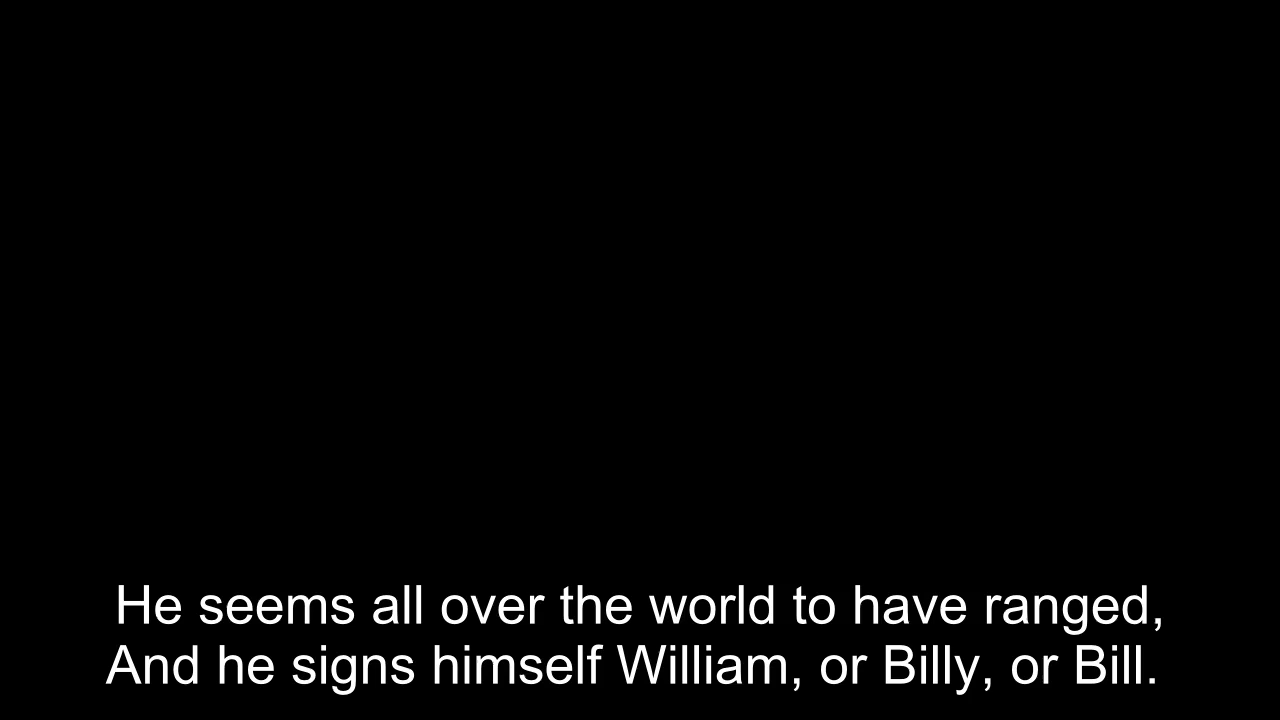 He seems all over the world to have ranged,
And he signs himself William, or Billy, or Bill.